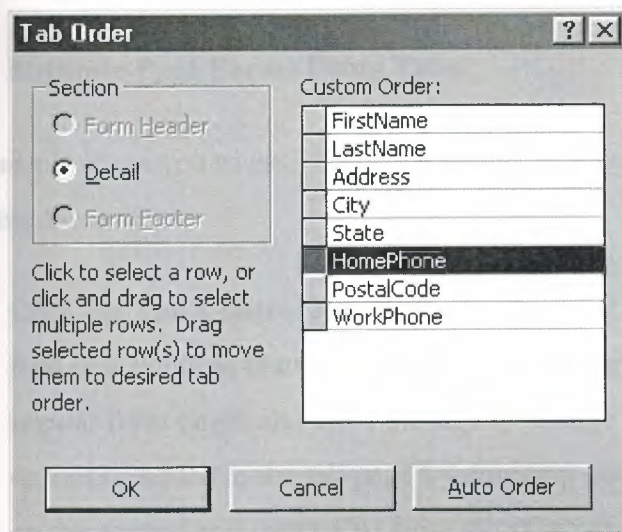 Tab Order
Section
Form Header
Detail
Form Footer
Click to select a row, or
click and drag to select
multiple rows. Drag
selected row(s) to move
them to desired tab
order.
Custom Order:
FirstName
LastName
Address
City
State
HomePhone
PostalCode
WorkPhone
OK
Cancel
Auto Order